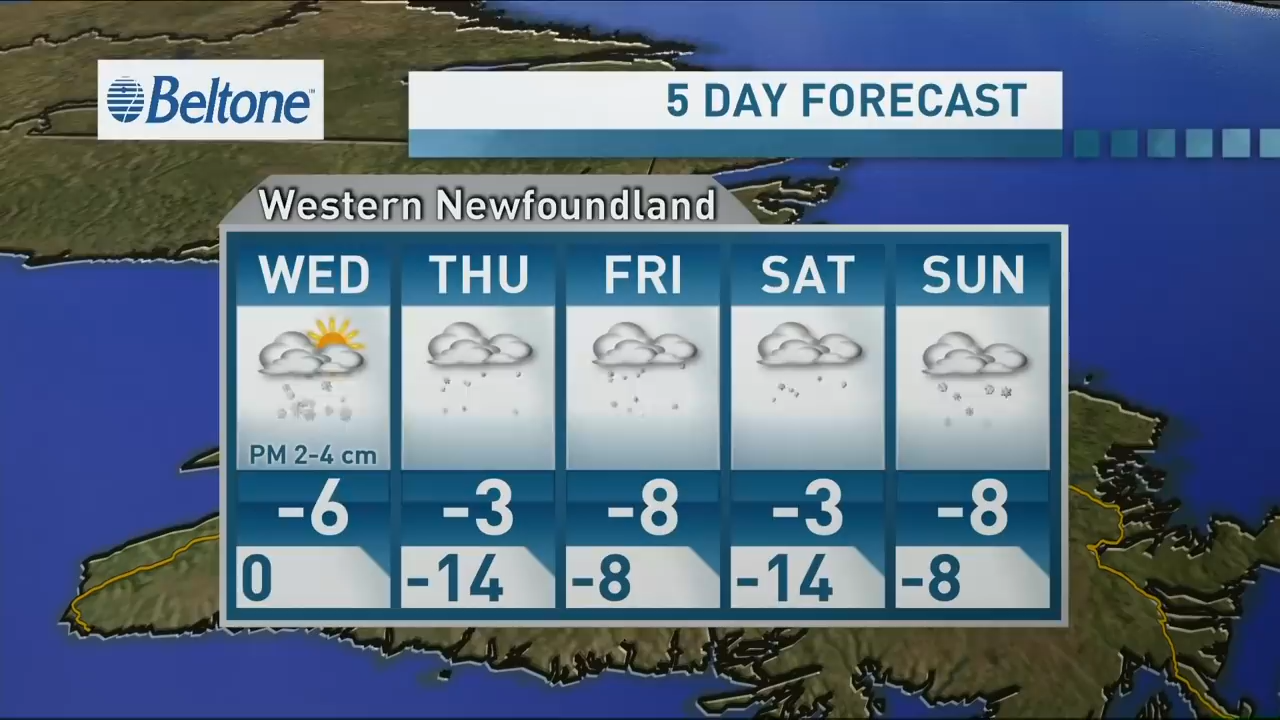 Beltone™
5 DAY FORECAST
Western Newfoundland
WED THU FRI SAT SUN
PM 2-4 cm
-6 -3 -8 -3 -8
0 -14 -8 -14 -8